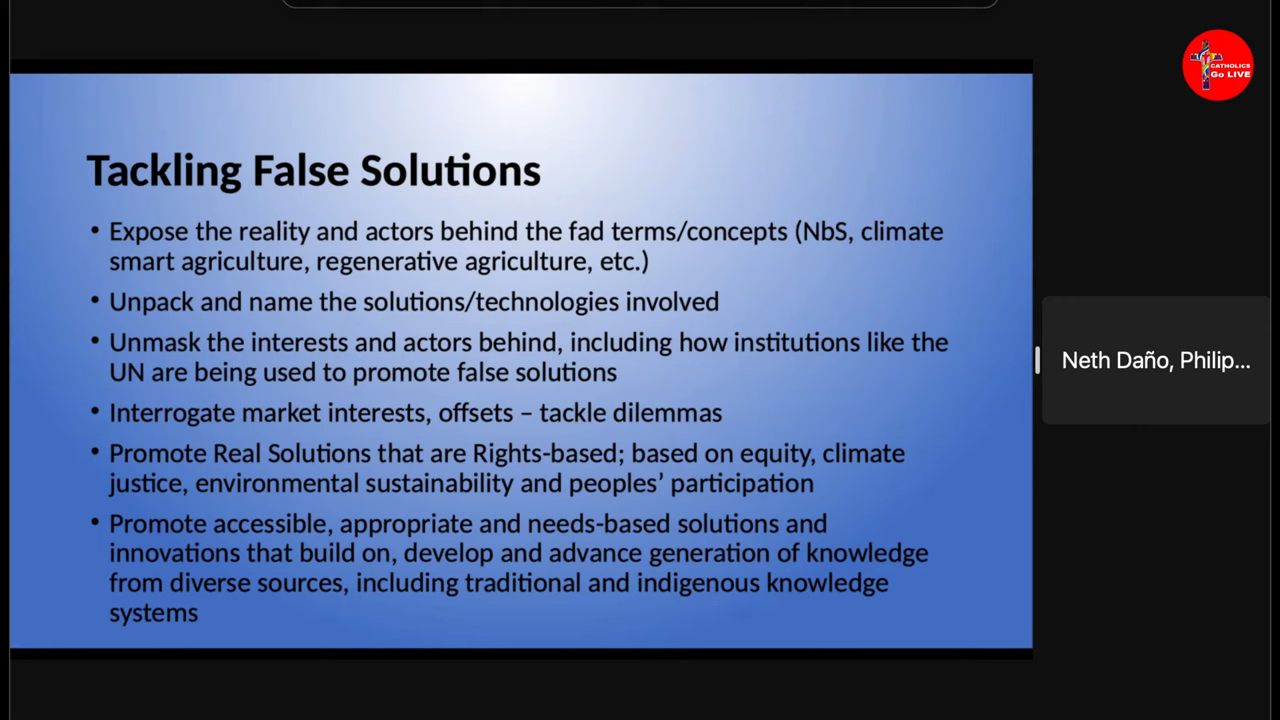 CATHOLICS
Go LIVE
Tackling False Solutions
• Expose the reality and actors behind the fad terms/concepts (NbS, climate
smart agriculture, regenerative agriculture, etc.)
• Unpack and name the solutions/technologies involved
• Unmask the interests and actors behind, including how institutions like the
UN are being used to promote false solutions
• Interrogate market interests, offsets – tackle dilemmas
• Promote Real Solutions that are Rights-based; based on equity, climate
justice, environmental sustainability and peoples’ participation
• Promote accessible, appropriate and needs-based solutions and
innovations that build on, develop and advance generation of knowledge
from diverse sources, including traditional and indigenous knowledge
systems
Neth Daño, Philip...